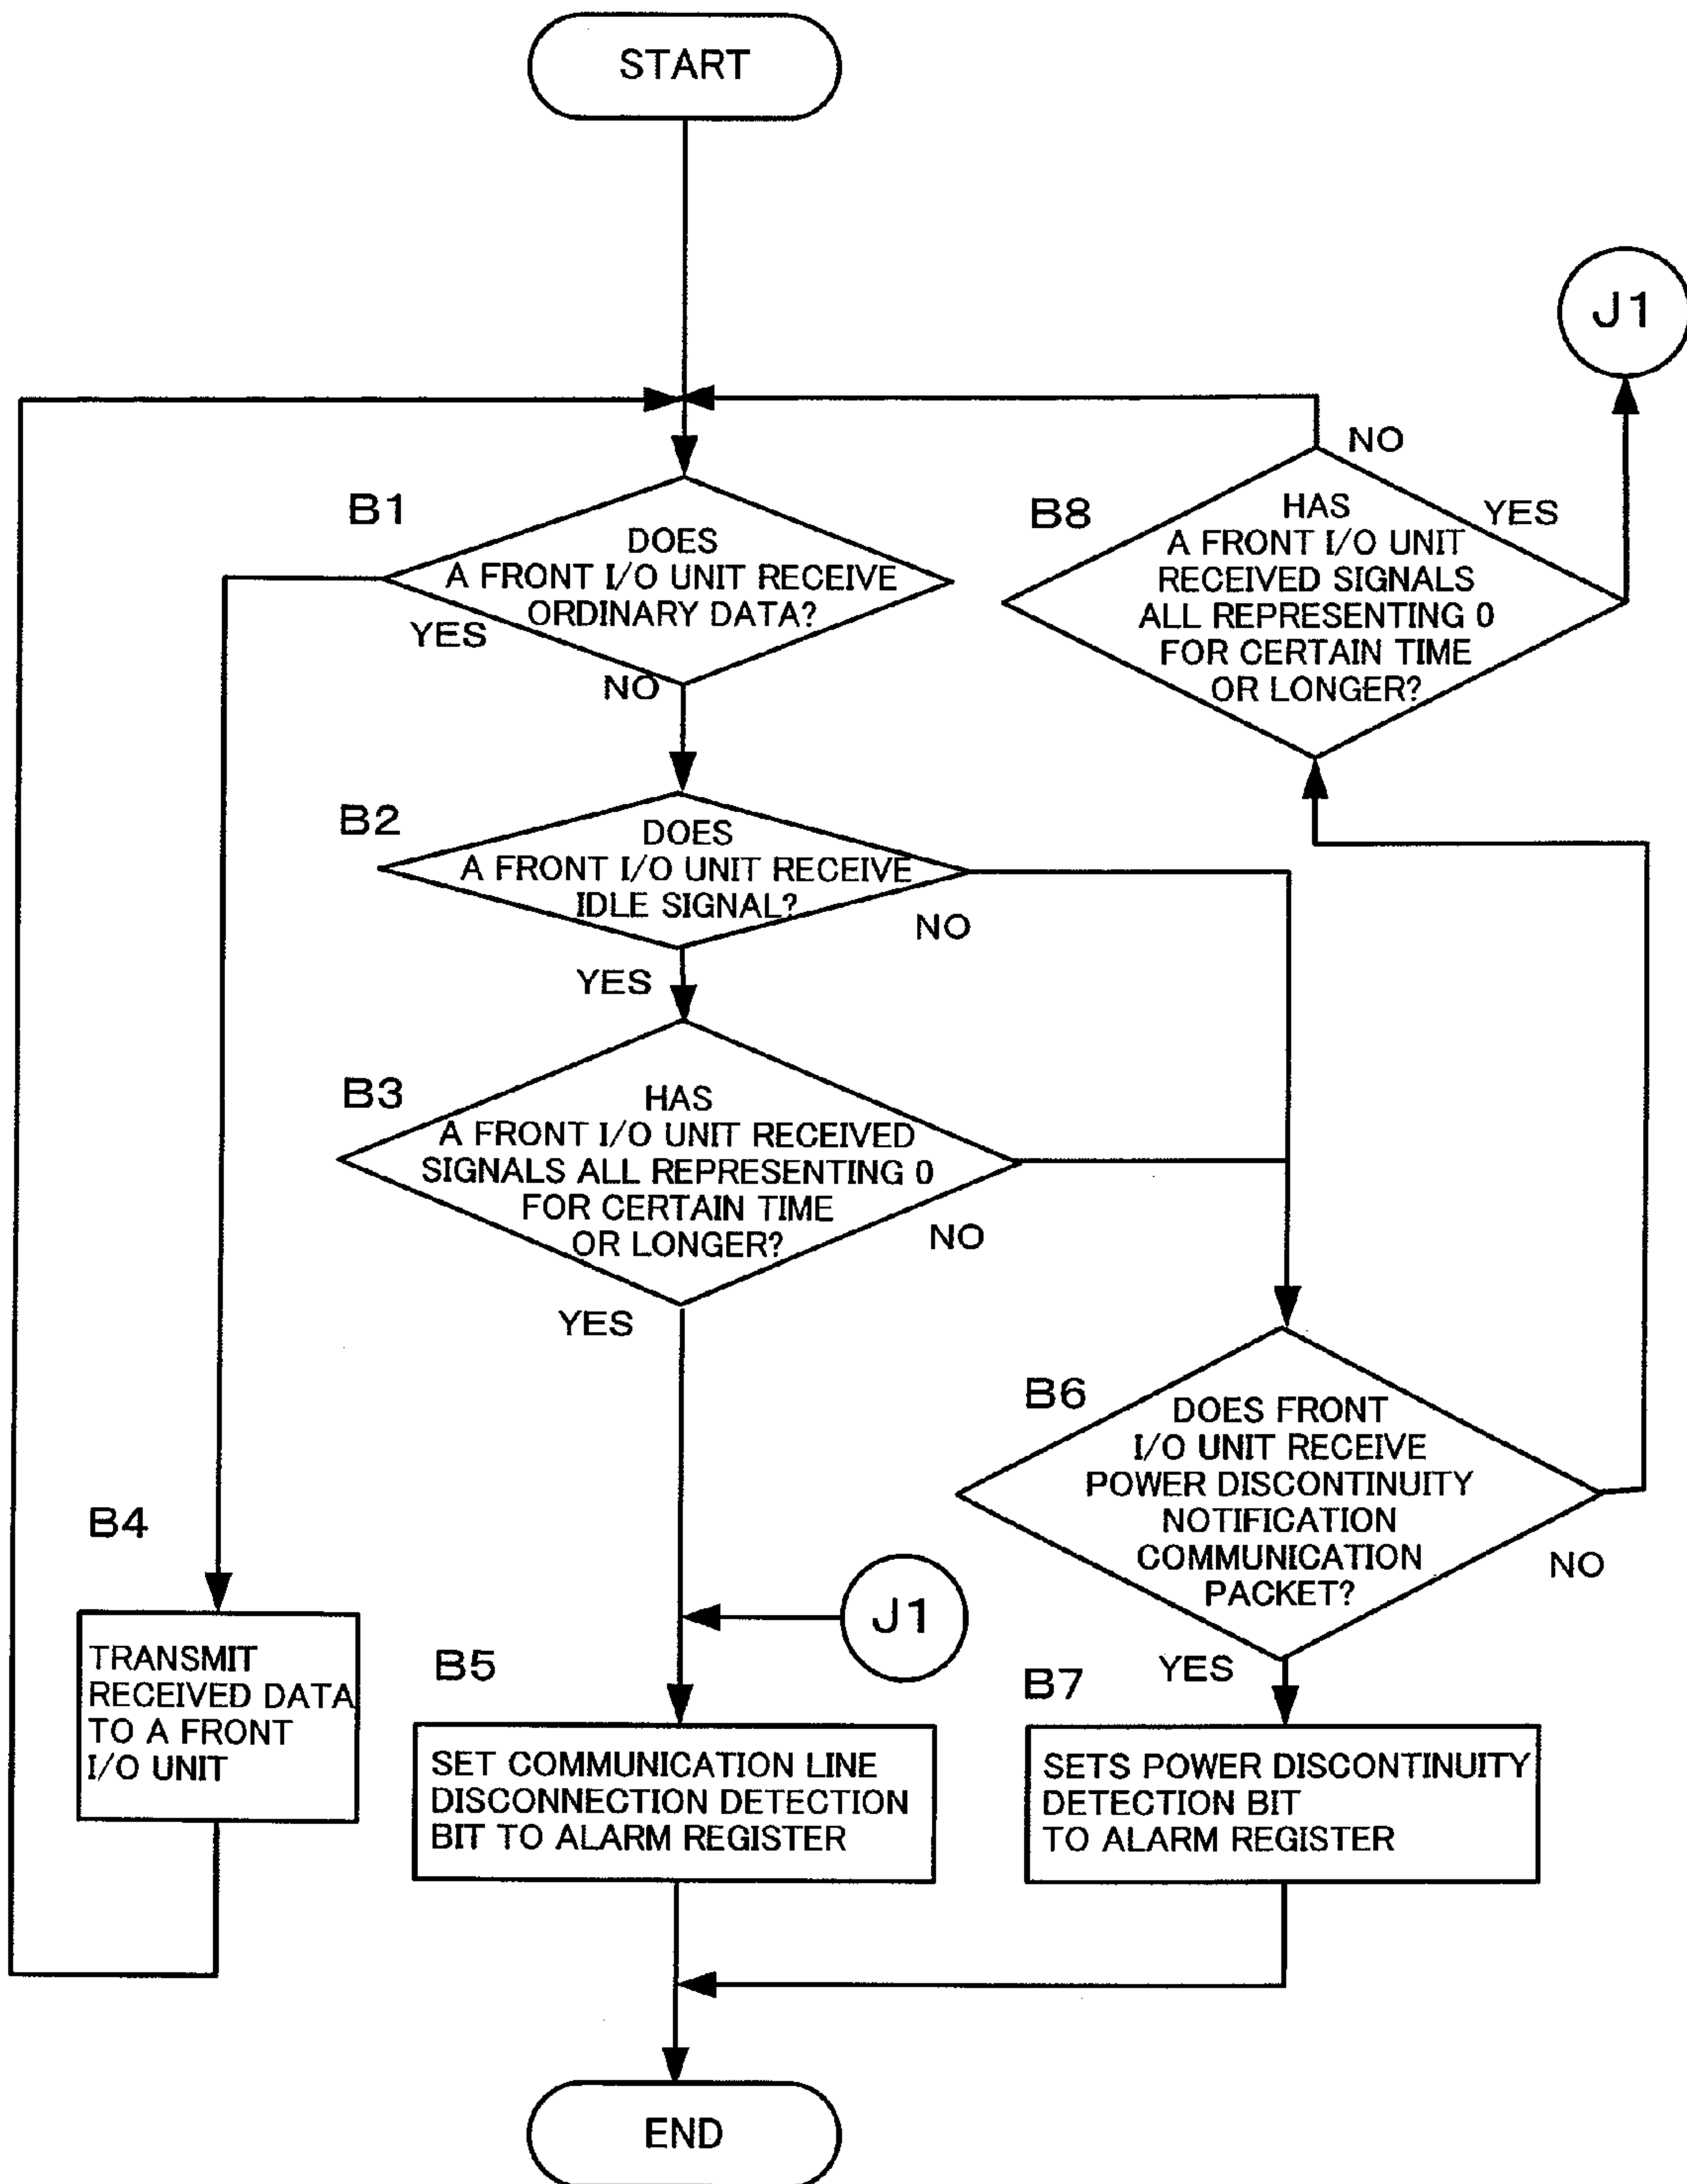 START
J1
NO
B1
DOES
A FRONT I/O UNIT RECEIVE
ORDINARY DATA?
YES
NO
B8
HAS
A FRONT I/O UNIT
RECEIVED SIGNALS
ALL REPRESENTING 0
FOR CERTAIN TIME
OR LONGER?
YES
B2
DOES
A FRONT I/O UNIT RECEIVE
IDLE SIGNAL?
NO
YES
B3
HAS
A FRONT I/O UNIT RECEIVED
SIGNALS ALL REPRESENTING 0
FOR CERTAIN TIME
OR LONGER?
NO
YES
B6
DOES FRONT
I/O UNIT RECEIVE
POWER DISCONTINUITY
NOTIFICATION
COMMUNICATION
PACKET?
NO
YES
B4
TRANSMIT
RECEIVED DATA
TO A FRONT
I/O UNIT
J1
B5
SET COMMUNICATION LINE
DISCONNECTION DETECTION
BIT TO ALARM REGISTER
B7
SETS POWER DISCONTINUITY
DETECTION BIT
TO ALARM REGISTER
END